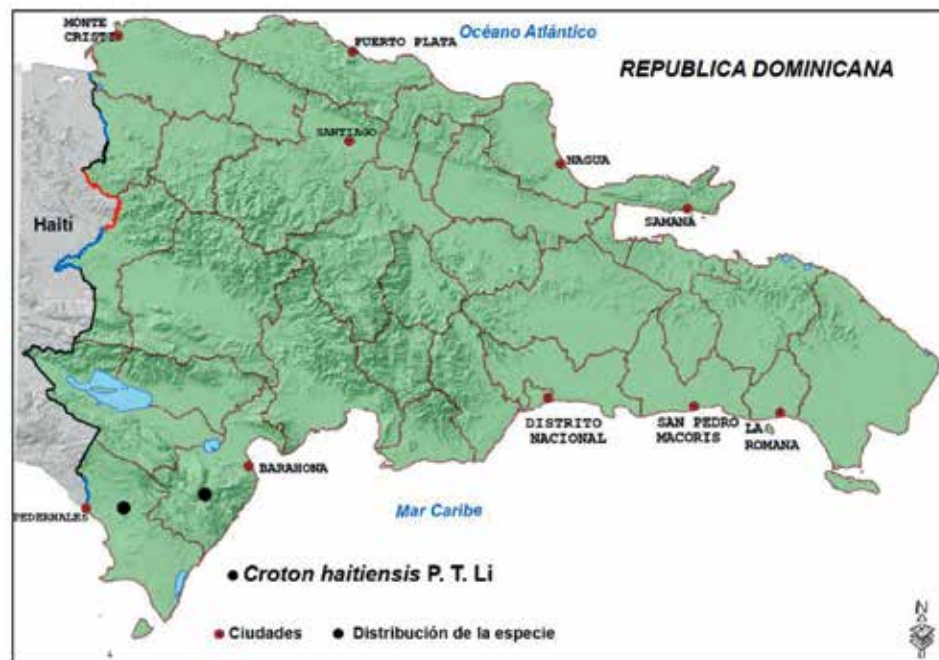 MONTE
CRISTI
Océano Atlántico
PUERTO PLATA
REPUBLICA DOMINICANA
SANTIAGO
NAGUA
SAMANA
Haití
DISTRITO
NACIONAL
SAN PEDRO
MACORIS
LA
ROMANA
BARAHONA
PEDERNALES
Mar Caribe
Croton haitiensis P. T. Li
Ciudades
Distribución de la especie
N